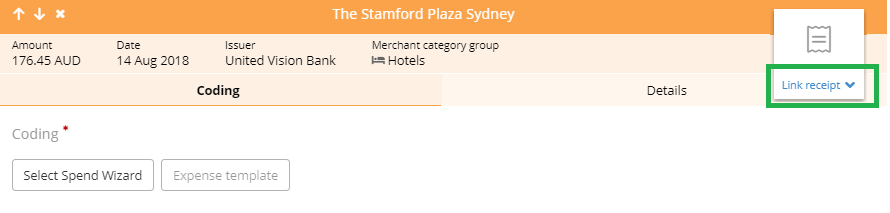 The Stamford Plaza Sydney
Amount Date Issuer Merchant category group
176.45 AUD 14 Aug 2018 United Vision Bank Hotels
Link receipt
Coding Details
Coding *
Select Spend Wizard Expense template